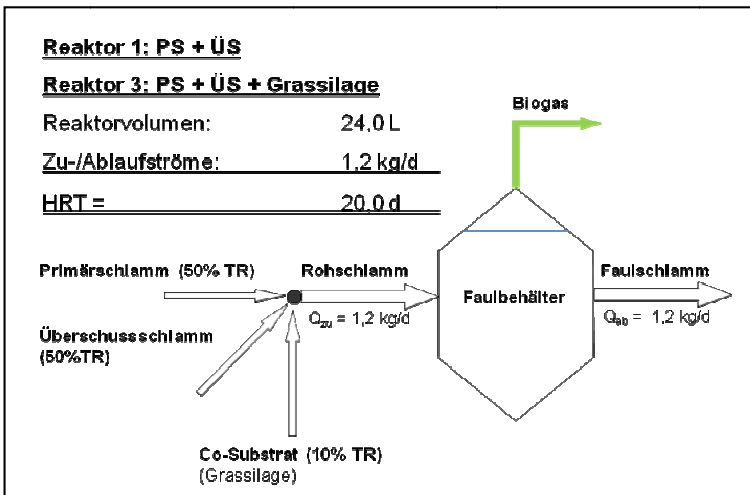 Reaktor 1: PS + ÜS
Reaktor 3: PS + ÜS + Grassilage
Reaktorvolumen: 24,0 L
Zu-/Ablaufströme: 1,2 kg/d
HRT = 20,0 d
Biogas
Primärschlamm (50% TR)
Rohschlamm
Q_zu = 1,2 kg/d
Faulbehälter
Faulschlamm
Q_ab = 1,2 kg/d
Überschussschlamm
(50%TR)
Co-Substrat (10% TR)
(Grassilage)